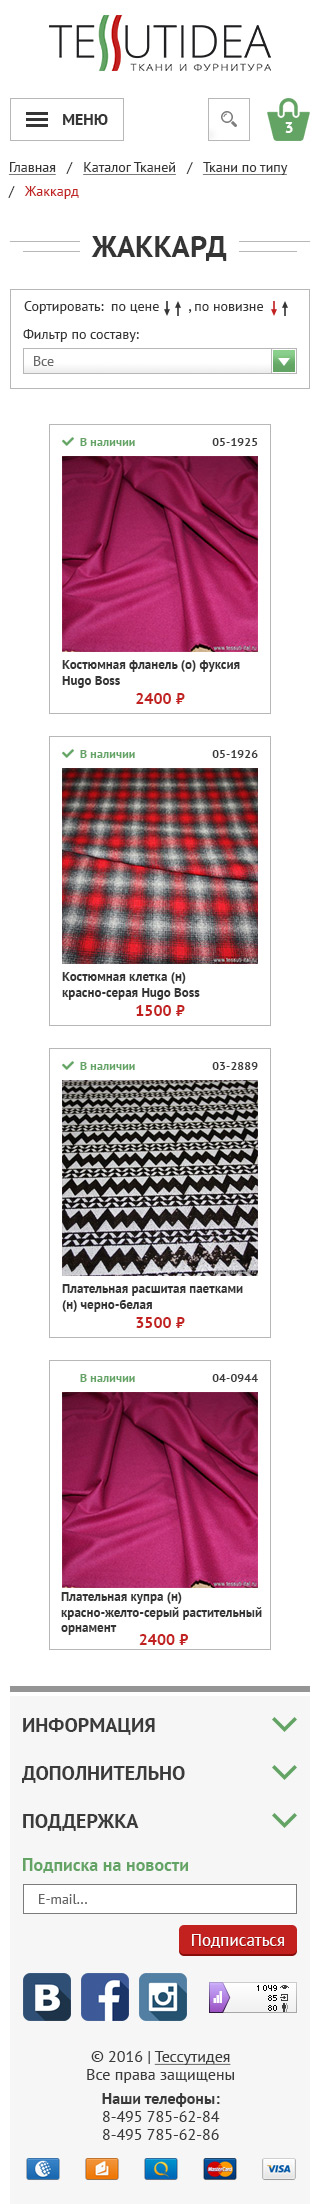 TESSUTIDEA
ТКАНИ И ФУРНИТУРА
МЕНЮ
3
Главная / Каталог Тканей / Ткани по типу
/ Жаккард
ЖАККАРД
Сортировать: по цене , по новизне
Фильтр по составу:
Все
В наличии 05-1925
Костюмная фланель (о) фуксия
Hugo Boss
2400 ₽
В наличии 05-1926
Костюмная клетка (н)
красно-серая Hugo Boss
1500 ₽
В наличии 03-2889
Плательная расшитая паетками
(н) черно-белая
3500 ₽
В наличии 04-0944
Плательная купра (н)
красно-желто-серый растительный
орнамент
2400 ₽
ИНФОРМАЦИЯ
ДОПОЛНИТЕЛЬНО
ПОДДЕРЖКА
Подписка на новости
E-mail...
Подписаться
1 049
85
80
© 2016 | Тессутидея
Все права защищены
Наши телефоны:
8-495 785-62-84
8-495 785-62-86
MasterCard
VISA